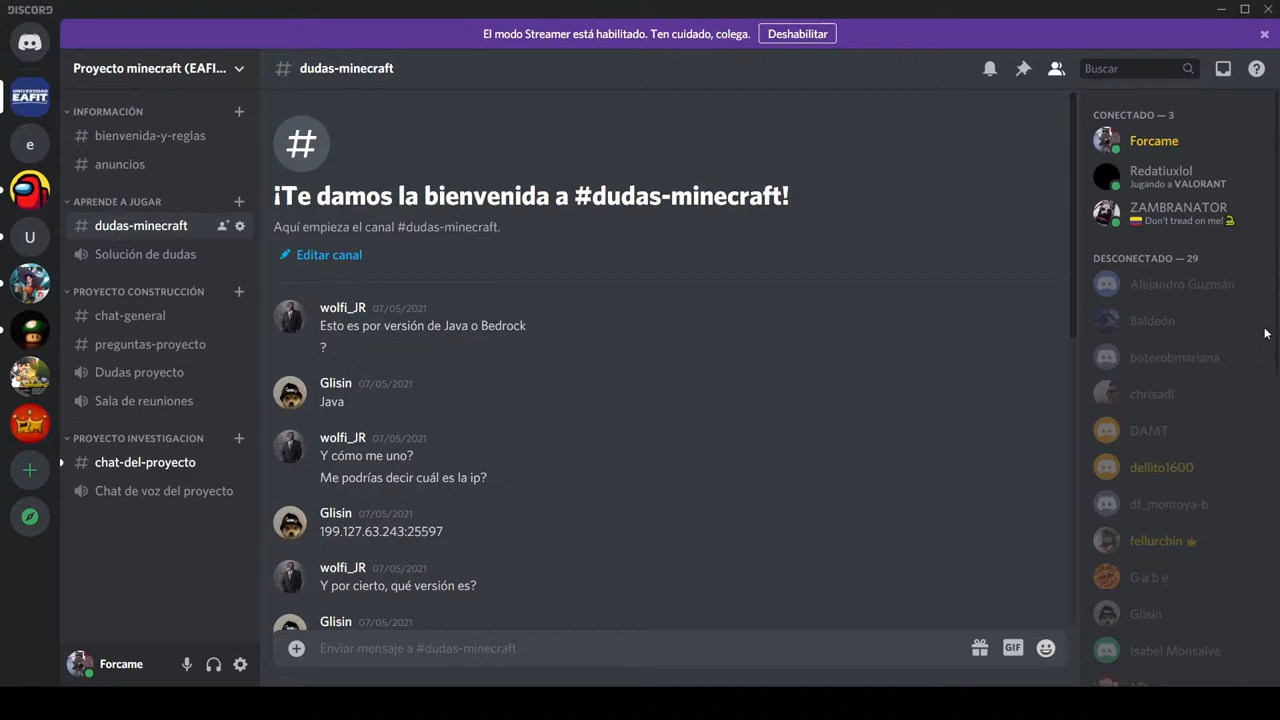 DISCORD
El modo Streamer está habilitado. Ten cuidado, colega.
Deshabilitar
UNIVERSIDAD
EAFIT
e
U
Proyecto minecraft (EAFI...
INFORMACIÓN
bienvenida-y-reglas
anuncios
APRENDE A JUGAR
dudas-minecraft
Solución de dudas
PROYECTO CONSTRUCCIÓN
chat-general
preguntas-proyecto
Dudas proyecto
Sala de reuniones
PROYECTO INVESTIGACION
chat-del-proyecto
Chat de voz del proyecto
Forcame
# dudas-minecraft
Buscar
#
¡Te damos la bienvenida a #dudas-minecraft!
Aquí empieza el canal #dudas-minecraft.
Editar canal
wolfi_JR 07/05/2021
Esto es por versión de Java o Bedrock
?
Glisin 07/05/2021
Java
wolfi_JR 07/05/2021
Y cómo me uno?
Me podrías decir cuál es la ip?
Glisin 07/05/2021
199.127.63.243:25597
wolfi_JR 07/05/2021
Y por cierto, qué versión es?
Glisin 07/05/2021
Enviar mensaje a #dudas-minecraft
GIF
CONECTADO — 3
Forcame
Redatiuxlol
Jugando a VALORANT
ZAMBRANATOR
Don't tread on me!
DESCONECTADO — 29
Alejandro Guzmán
Baldeón
boterobmariana
chrisadl
DAMT
dellito1600
df_montoya-b
fellurchin
G a b e
Glisin
Isabel Monsalve